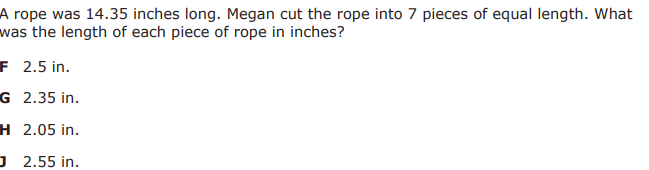 A rope was 14.35 inches long. Megan cut the rope into 7 pieces of equal length. What
was the length of each piece of rope in inches?
F 2.5 in.
G 2.35 in.
H 2.05 in.
J 2.55 in.